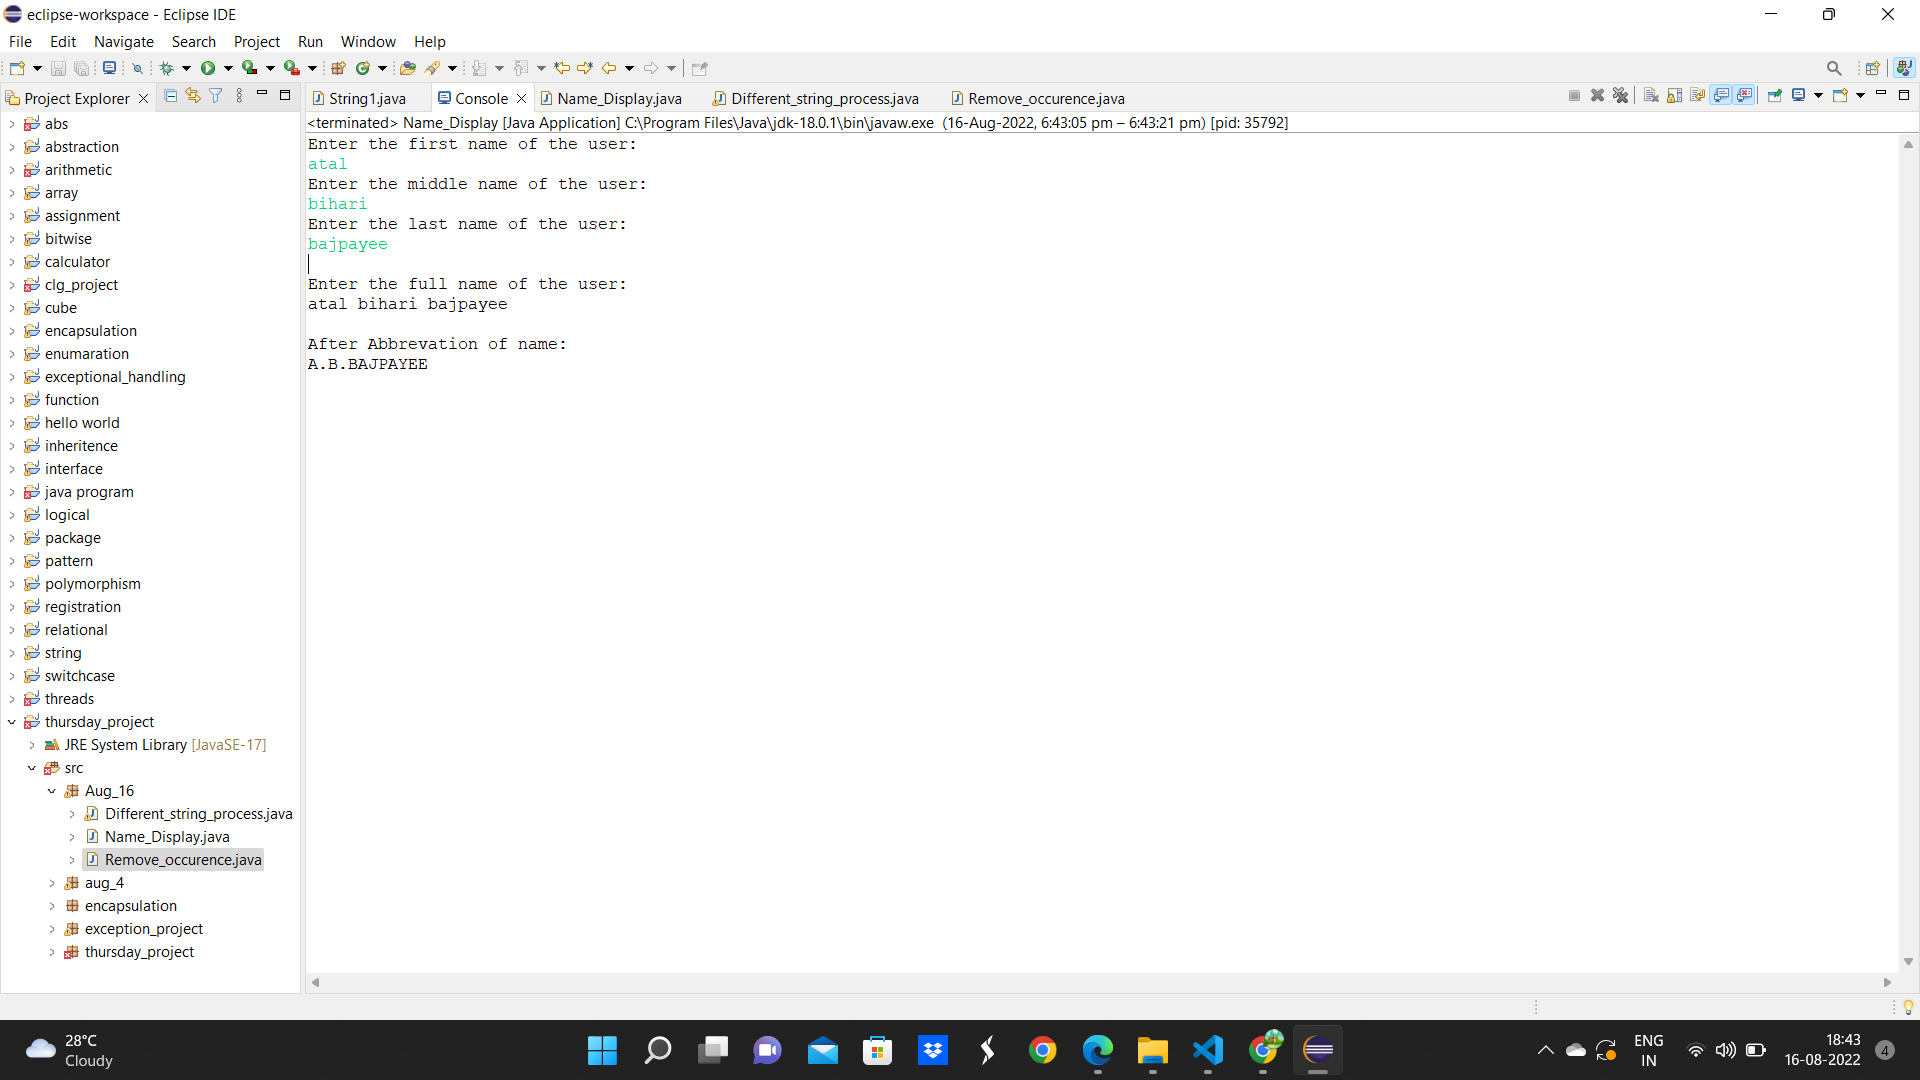 eclipse-workspace - Eclipse IDE
File Edit Navigate Search Project Run Window Help
Project Explorer
String1.java Console Name_Display.java Different_string_process.java Remove_occurence.java
<terminated> Name_Display [Java Application] C:\Program Files\Java\jdk-18.0.1\bin\javaw.exe (16-Aug-2022, 6:43:05 pm – 6:43:21 pm) [pid: 35792]
abs
abstraction
arithmetic
array
assignment
bitwise
calculator
clg_project
cube
encapsulation
enumaration
exceptional_handling
function
hello world
inheritence
interface
java program
logical
package
pattern
polymorphism
registration
relational
string
switchcase
threads
thursday_project
JRE System Library [JavaSE-17]
src
Aug_16
Different_string_process.java
Name_Display.java
Remove_occurence.java
aug_4
encapsulation
exception_project
thursday_project
Enter the first name of the user:
atal
Enter the middle name of the user:
bihari
Enter the last name of the user:
bajpayee
Enter the full name of the user:
atal bihari bajpayee
After Abbrevation of name:
A.B.BAJPAYEE
28°C
Cloudy
ENG
IN
18:43
16-08-2022
4